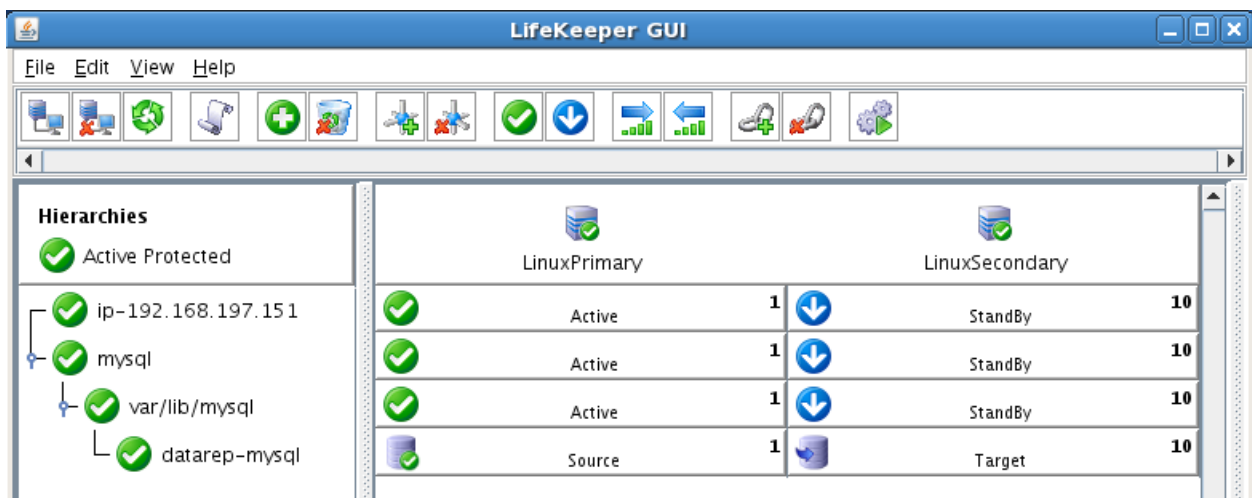 LifeKeeper GUI
File Edit View Help
Hierarchies
Active Protected
LinuxPrimary LinuxSecondary
ip-192.168.197.151 Active 1 StandBy 10
mysql Active 1 StandBy 10
var/lib/mysql Active 1 StandBy 10
datarep-mysql Source 1 Target 10